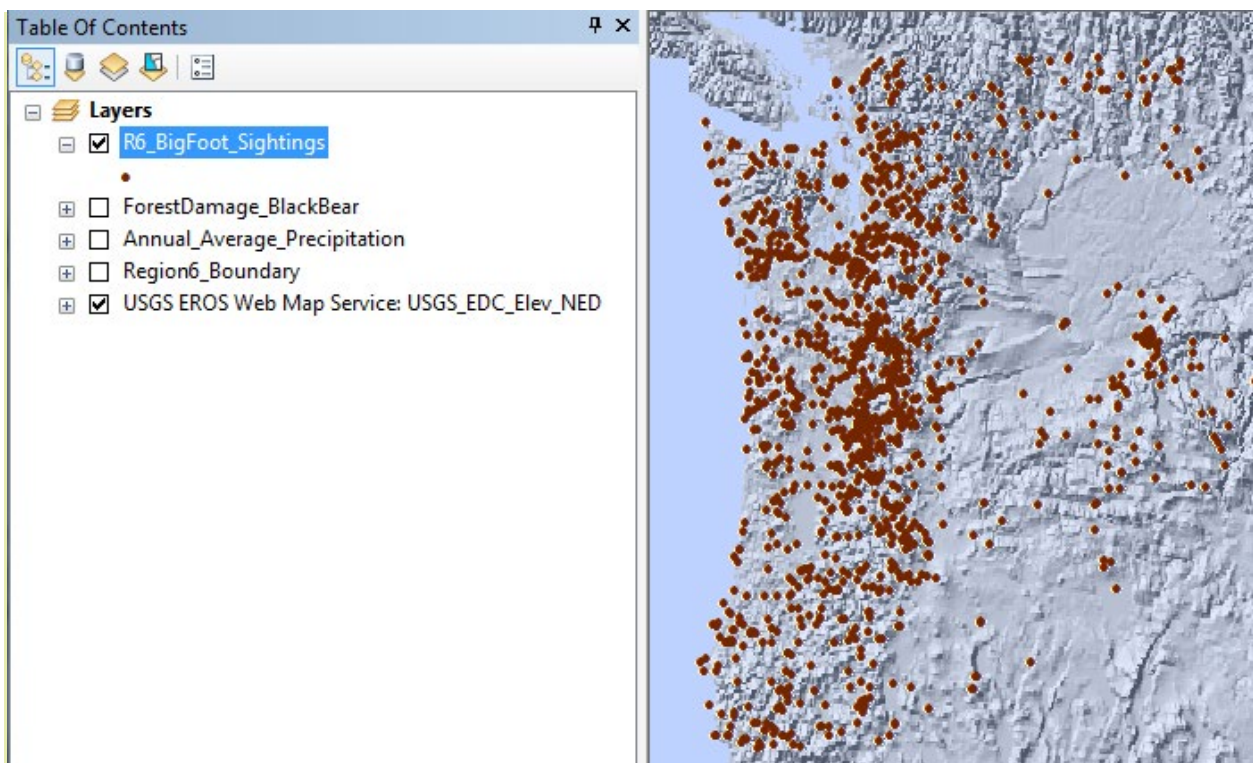 Table Of Contents
Layers
R6_BigFoot_Sightings
ForestDamage_BlackBear
Annual_Average_Precipitation
Region6_Boundary
USGS EROS Web Map Service: USGS_EDC_Elev_NED